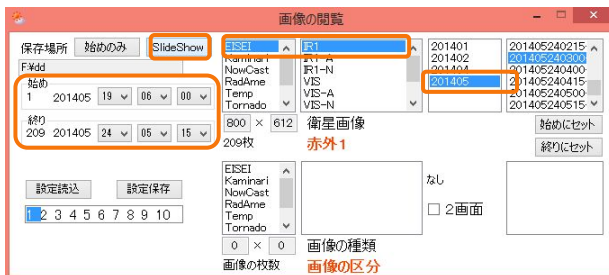 画像の閲覧
保存場所 始めのみ SlideShow
F:¥dd
始め
1 201405 19 06 00
終り
209 201405 24 05 15
設定読込 設定保存
1 2 3 4 5 6 7 8 9 10
EISEI
Kaminari
NowCast
RadAme
Temp
Tornado
800 × 612 衛星画像
209枚 赤外1
IR1
IR1-A
IR1-N
VIS
VIS-A
VIS-N
201401
201402
201404
201405
201405240215
201405240300
201405240400
201405240415
201405240500
201405240515
始めにセット
終りにセット
EISEI
Kaminari
NowCast
RadAme
Temp
Tornado
なし
2画面
0 × 0 画像の種類
画像の枚数 画像の区分